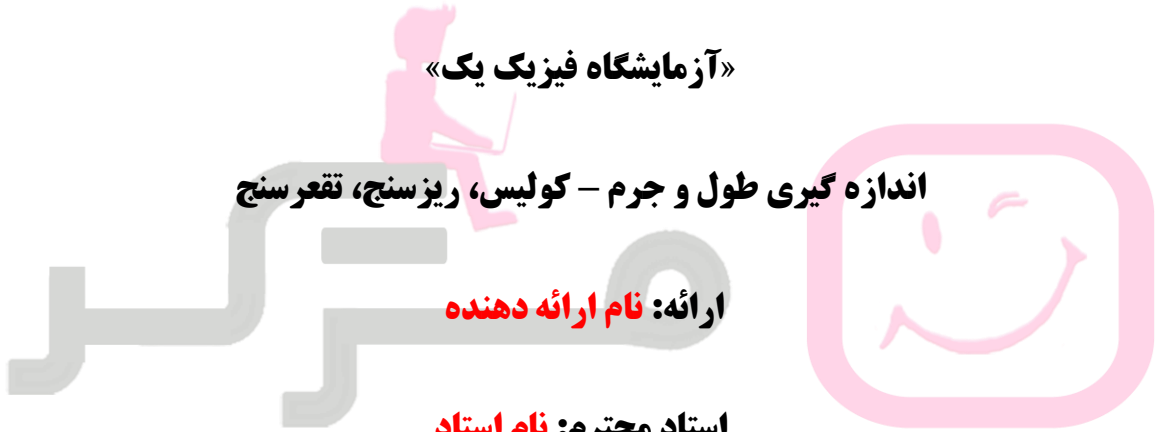 «آزمایشگاه فیزیک یک»
اندازه گیری طول و جرم – کولیس، ریزسنج، تقعرسنج
ارائه: نام ارائه دهنده
استاد محترم: نام استاد